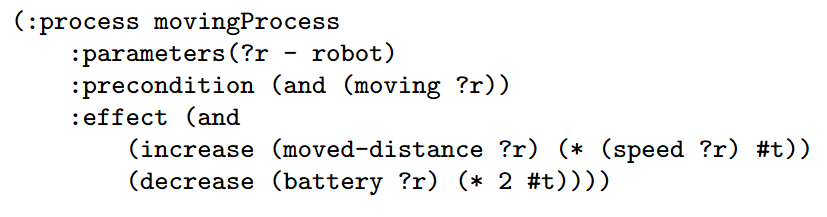 (:process movingProcess
    :parameters(?r - robot)
    :precondition (and (moving ?r))
    :effect (and
        (increase (moved-distance ?r) (* (speed ?r) #t))
        (decrease (battery ?r) (* 2 #t))))